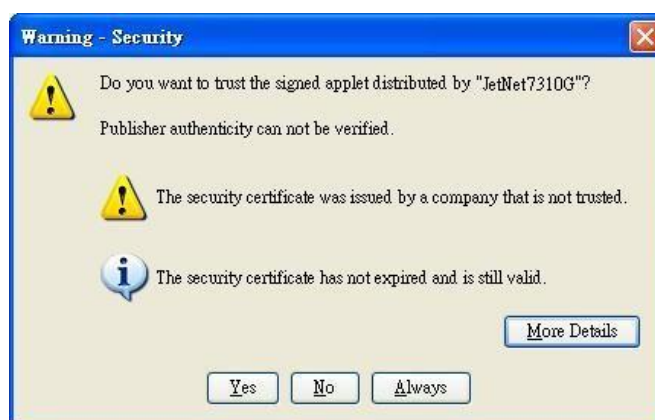 Warning - Security
Do you want to trust the signed applet distributed by "JetNet7310G"?
Publisher authenticity can not be verified.
The security certificate was issued by a company that is not trusted.
The security certificate has not expired and is still valid.
More Details
Yes No Always